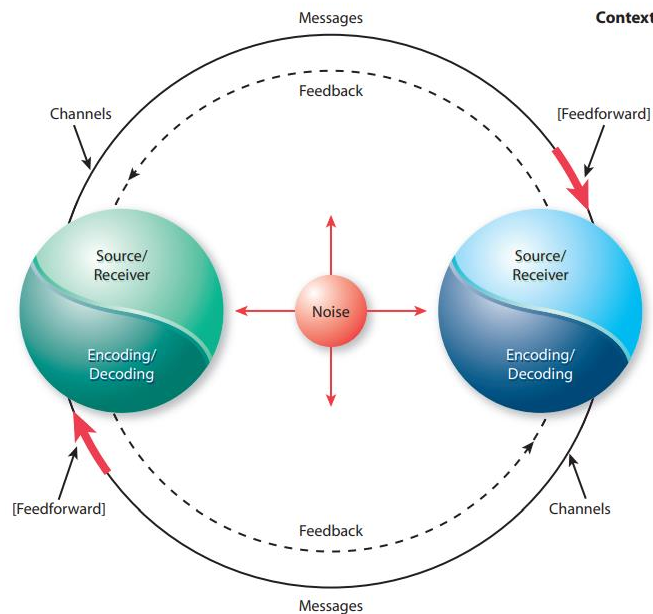 Messages
Context
Feedback
Channels
[Feedforward]
Source/
Receiver
Encoding/
Decoding
Noise
Source/
Receiver
Encoding/
Decoding
[Feedforward]
Channels
Feedback
Messages